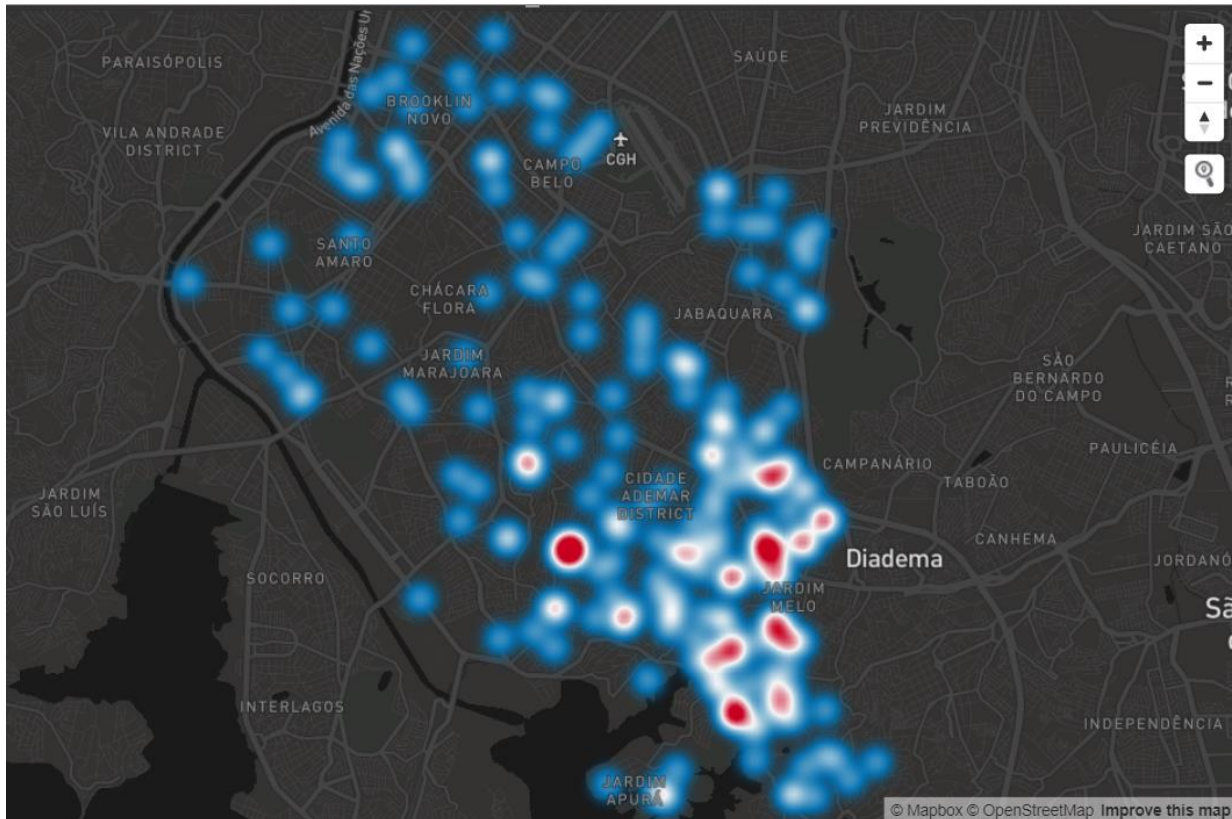 PARAISÓPOLIS
SAÚDE
Avenida das Nações U
BROOKLIN
NOVO
JARDIM
PREVIDÊNCIA
VILA ANDRADE
DISTRICT
CGH
CAMPO
BELO
SANTO
AMARO
JARDIM SÃO
CAETANO
CHÁCARA
FLORA
JABAQUARA
JARDIM
MARAJOARA
SÃO
BERNARDO
DO CAMPO
PAULICÉIA
CAMPANÁRIO
TABOÃO
CIDADE
ADEMAR
DISTRICT
JARDIM
SÃO LUÍS
CANHEMA
Diadema
JORDANÓ
SOCORRO
JARDIM
MELO
Sã
INTERLAGOS
INDEPENDÊNCIA
JARDIM
APURÁ
© Mapbox © OpenStreetMap Improve this map